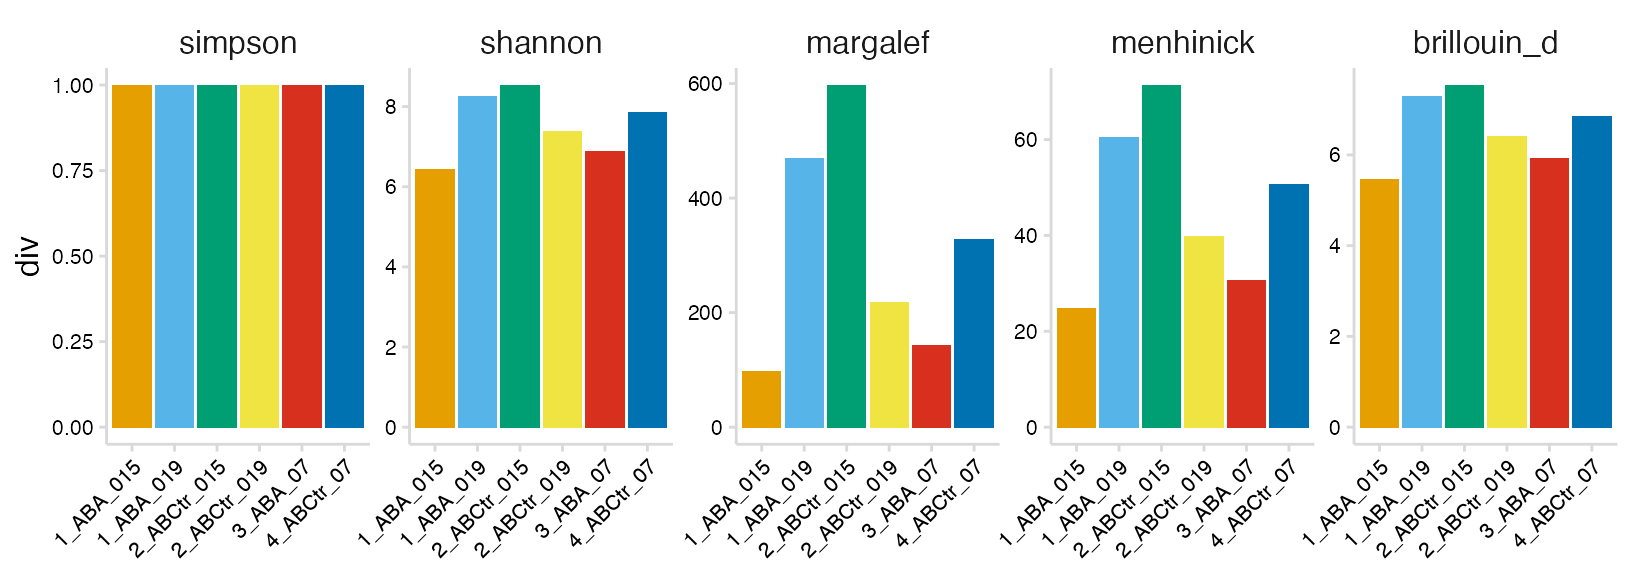 simpson
shannon
margalef
menhinick
brillouin_d
div
1.00
0.75
0.50
0.25
0.00
1_ABA_015
1_ABA_019
2_ABCtr_015
2_ABCtr_019
3_ABA_07
4_ABCtr_07
8
6
4
2
0
1_ABA_015
1_ABA_019
2_ABCtr_015
2_ABCtr_019
3_ABA_07
4_ABCtr_07
600
400
200
0
1_ABA_015
1_ABA_019
2_ABCtr_015
2_ABCtr_019
3_ABA_07
4_ABCtr_07
60
40
20
0
1_ABA_015
1_ABA_019
2_ABCtr_015
2_ABCtr_019
3_ABA_07
4_ABCtr_07
6
4
2
0
1_ABA_015
1_ABA_019
2_ABCtr_015
2_ABCtr_019
3_ABA_07
4_ABCtr_07